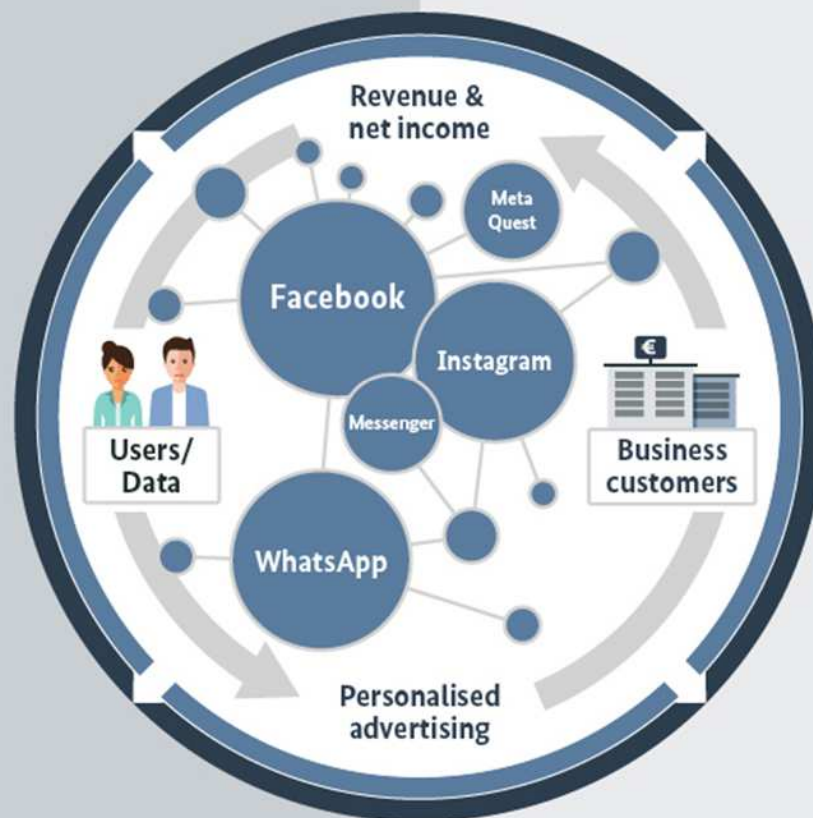 Revenue &
net income
Meta
Quest
Facebook
Instagram
€
Messenger
Users/
Data
Business
customers
WhatsApp
Personalised
advertising